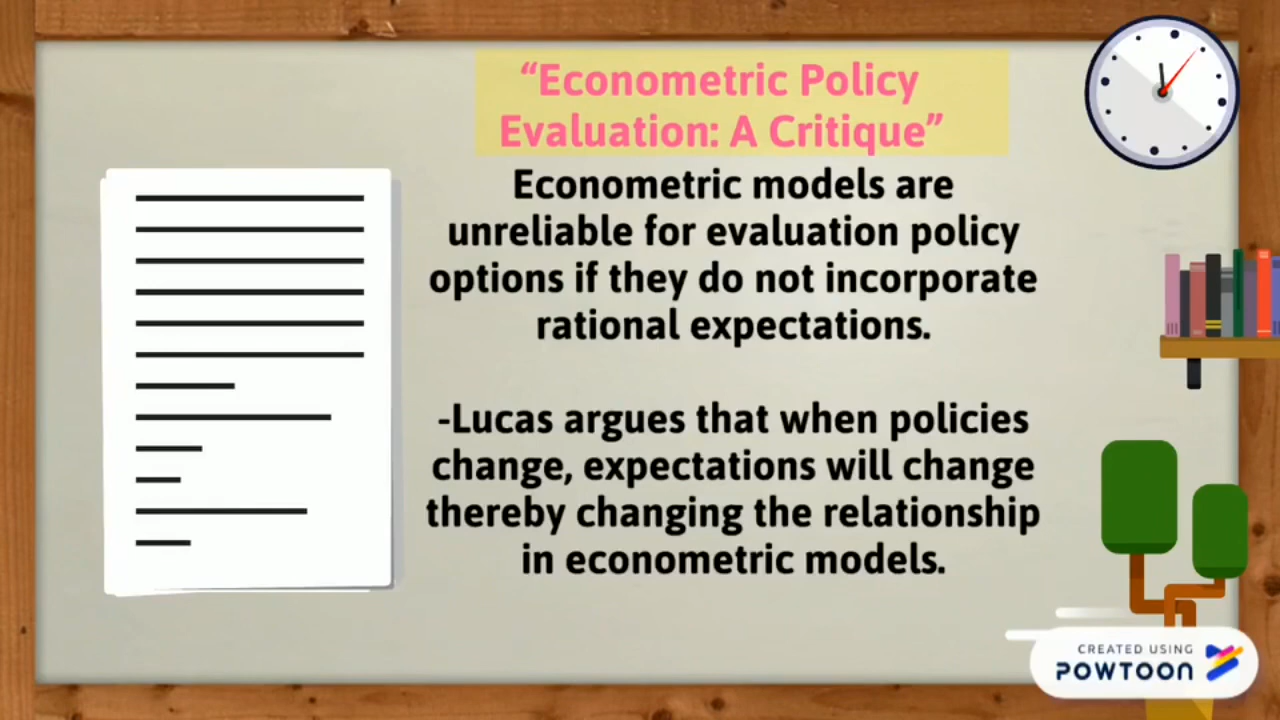 “Econometric Policy
Evaluation: A Critique”
Econometric models are
unreliable for evaluation policy
options if they do not incorporate
rational expectations.
-Lucas argues that when policies
change, expectations will change
thereby changing the relationship
in econometric models.
CREATED USING
POWTOON